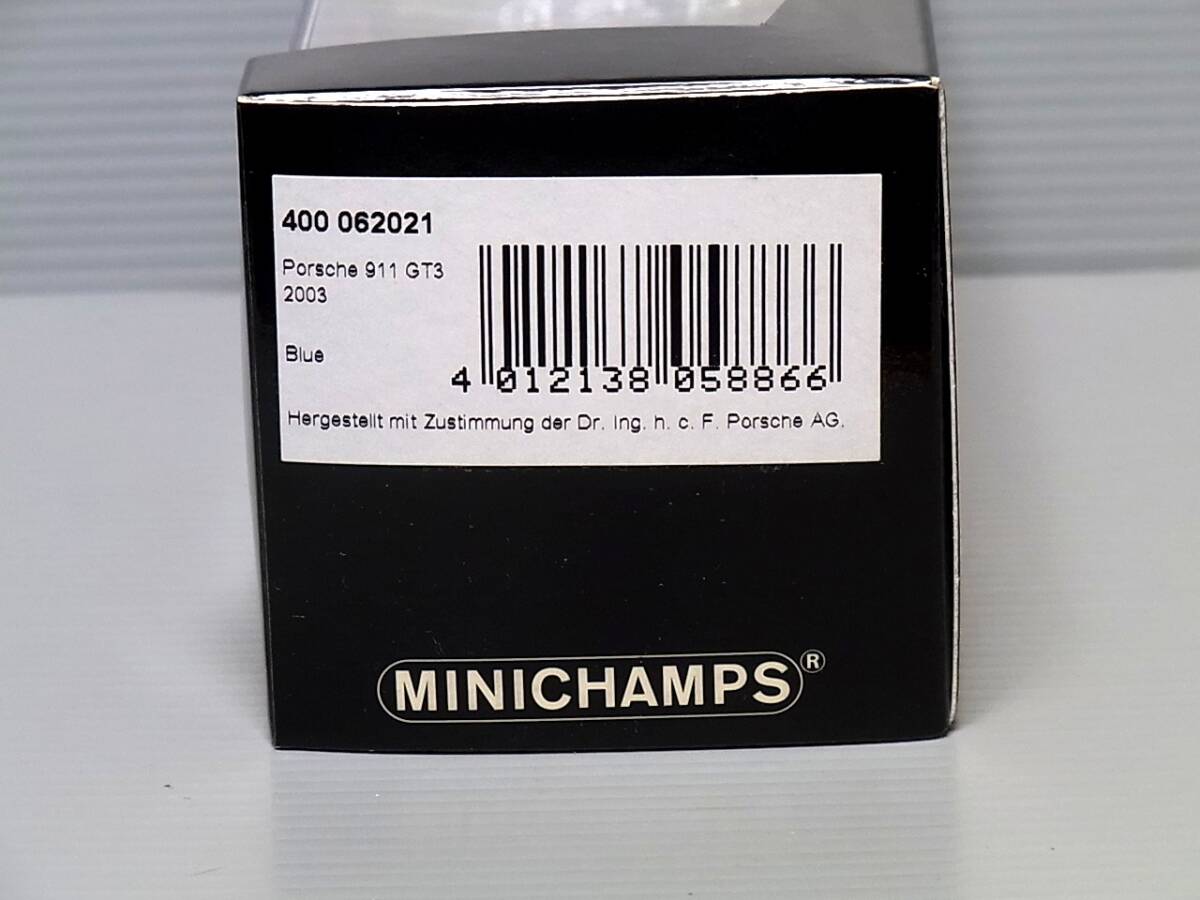 400 062021
Porsche 911 GT3
2003
Blue
4 012138 058866
Hergestellt mit Zustimmung der Dr. Ing. h. c. F. Porsche AG.
MINICHAMPS®